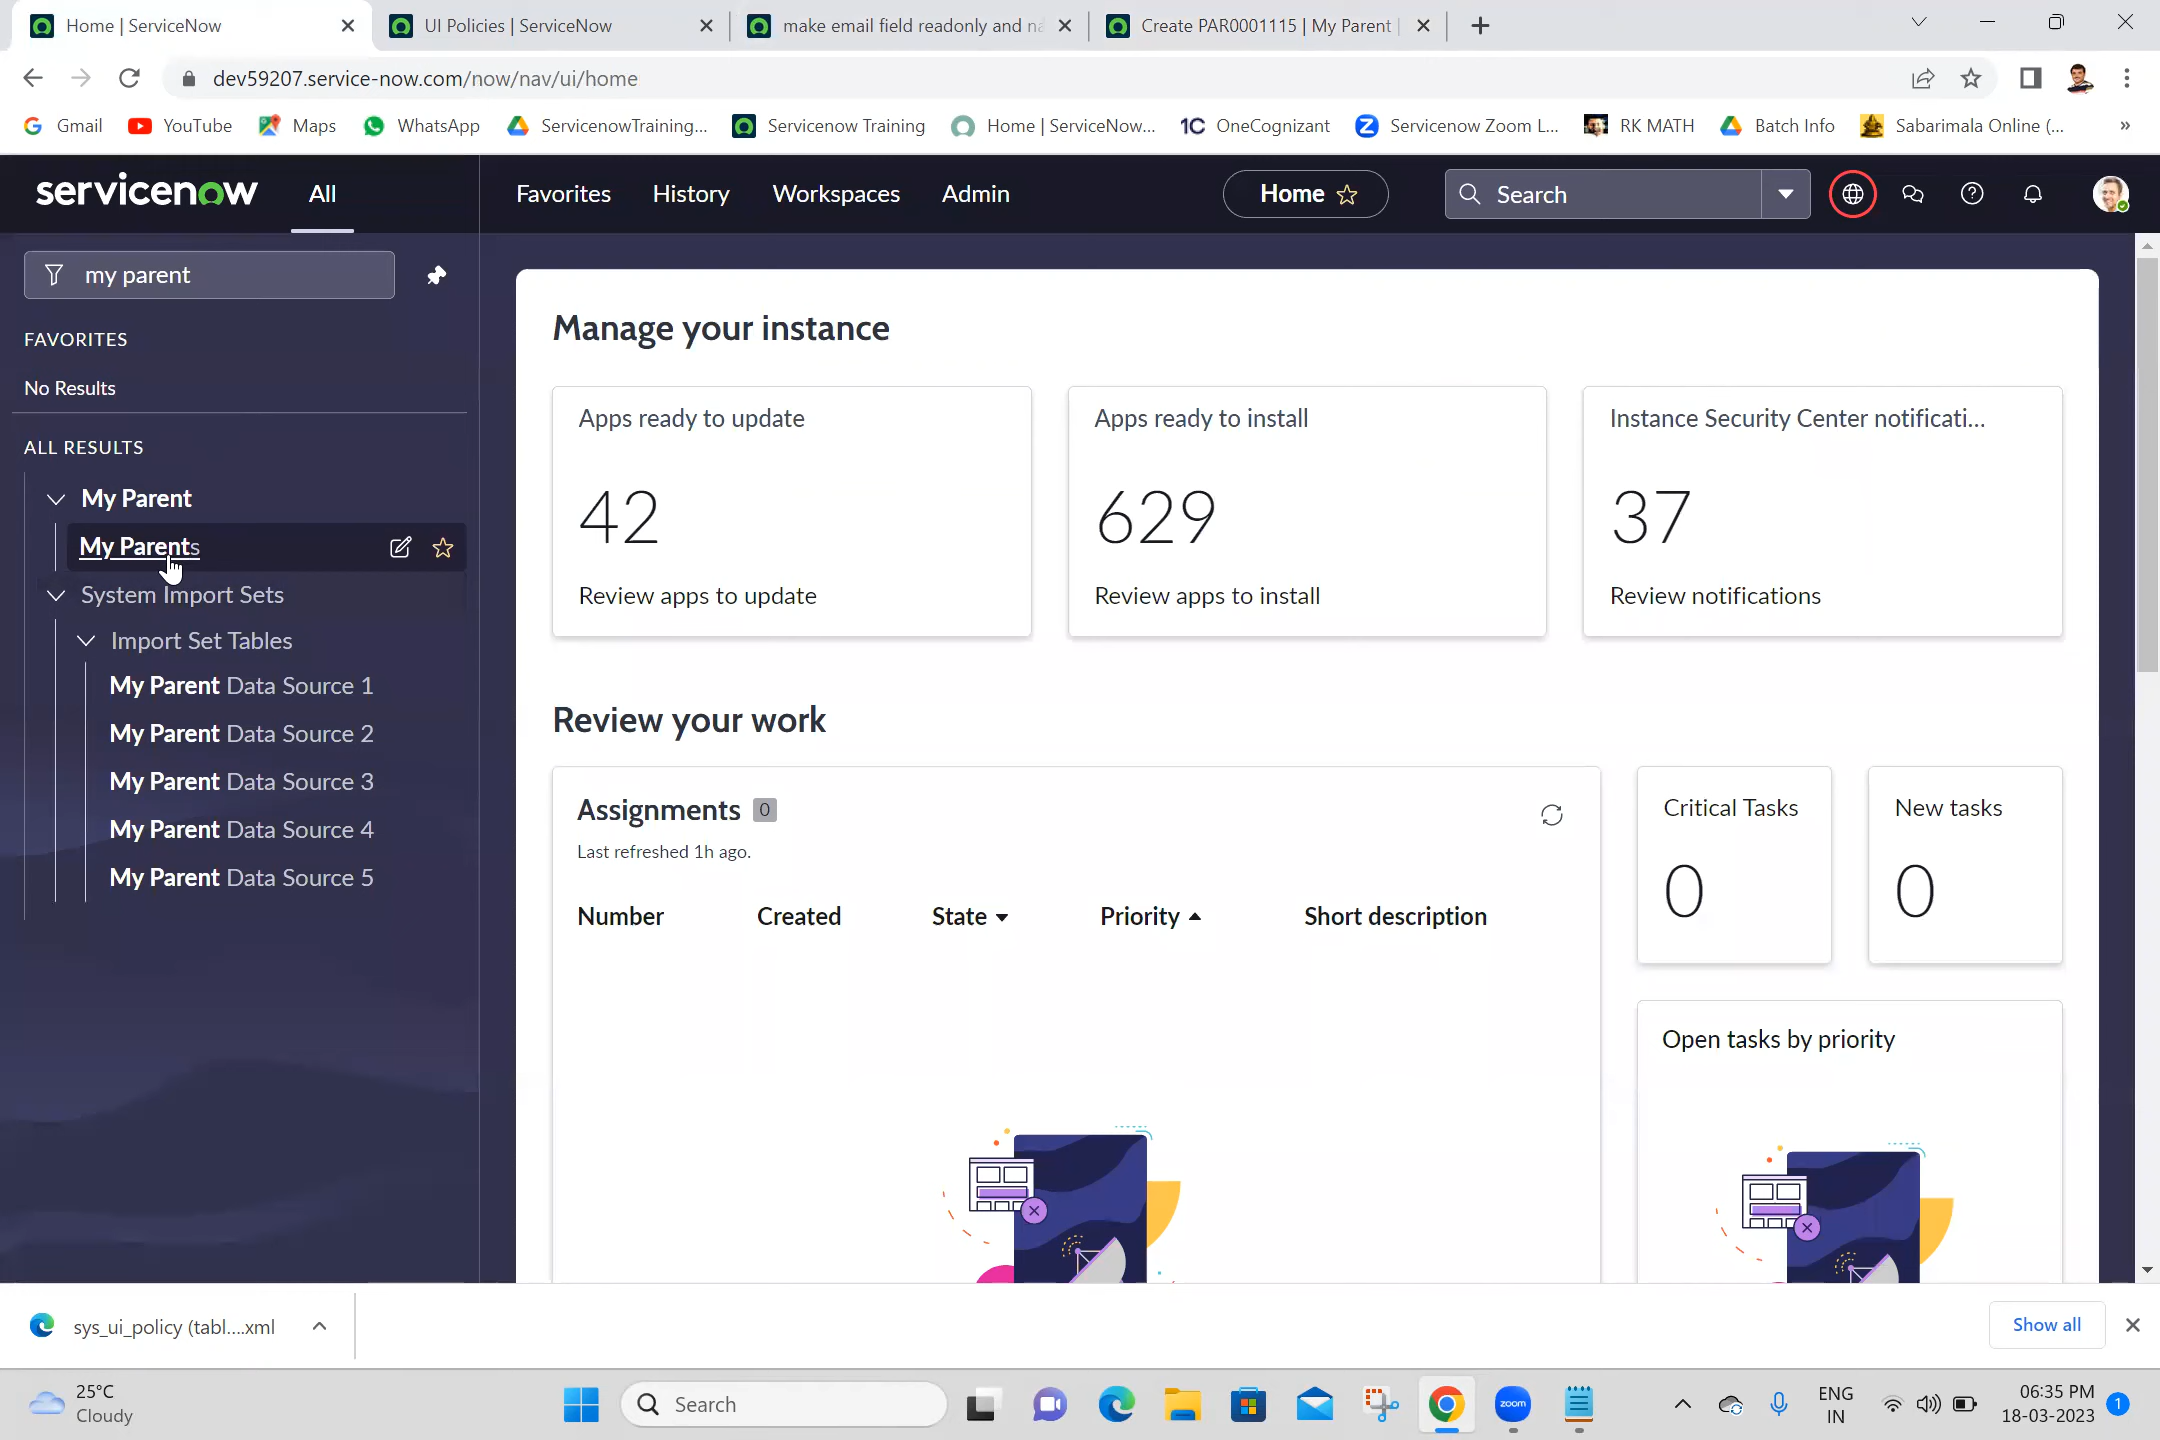 Home | ServiceNow
UI Policies | ServiceNow
make email field readonly and na
Create PAR0001115 | My Parent |
dev59207.service-now.com/now/nav/ui/home
Gmail
YouTube
Maps
WhatsApp
ServicenowTraining...
Servicenow Training
Home | ServiceNow...
1C OneCognizant
Servicenow Zoom L...
RK MATH
Batch Info
Sabarimala Online (...
»
servicenow
All
Favorites
History
Workspaces
Admin
Home
Search
my parent
FAVORITES
No Results
ALL RESULTS
My Parent
My Parents
System Import Sets
Import Set Tables
My Parent Data Source 1
My Parent Data Source 2
My Parent Data Source 3
My Parent Data Source 4
My Parent Data Source 5
Manage your instance
Apps ready to update
42
Review apps to update
Apps ready to install
629
Review apps to install
Instance Security Center notificati...
37
Review notifications
Review your work
Assignments 0
Last refreshed 1h ago.
Number Created State Priority Short description
Critical Tasks
0
New tasks
0
Open tasks by priority
sys_ui_policy (tabl....xml
Show all
25°C
Cloudy
Search
zoom
ENG
IN
06:35 PM
18-03-2023
1